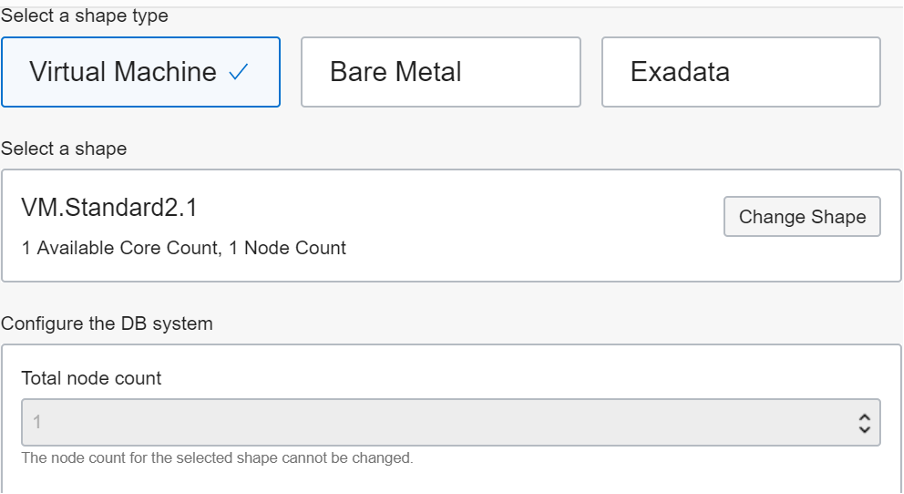 Select a shape type
Virtual Machine
Bare Metal
Exadata
Select a shape
VM.Standard2.1
Change Shape
1 Available Core Count, 1 Node Count
Configure the DB system
Total node count
1
The node count for the selected shape cannot be changed.